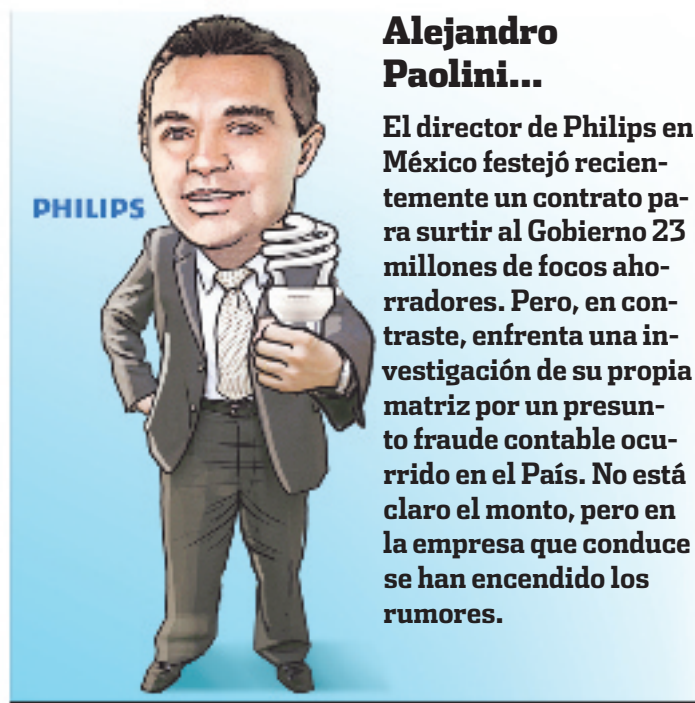 Alejandro
Paolini...
El director de Philips en
México festejó recien-
temente un contrato pa-
ra surtir al Gobierno 23
millones de focos aho-
rradores. Pero, en con-
traste, enfrenta una in-
vestigación de su propia
matriz por un presun-
to fraude contable ocu-
rrido en el País. No está
claro el monto, pero en
la empresa que conduce
se han encendido los
rumores.
PHILIPS